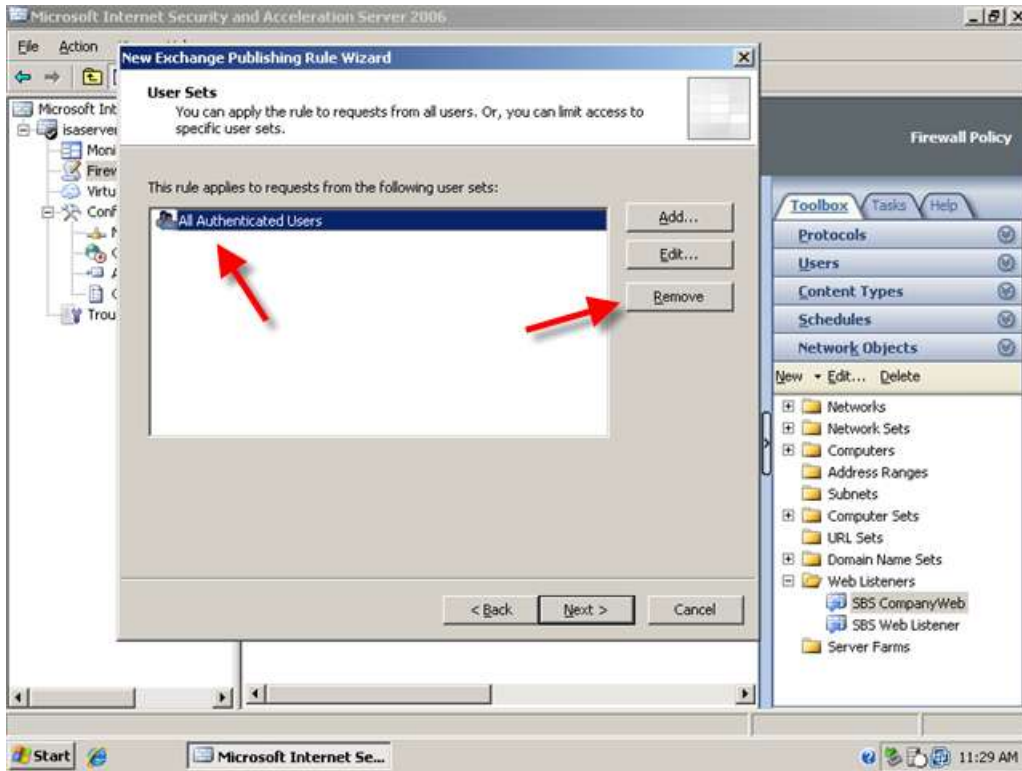 Microsoft Internet Security and Acceleration Server 2006
File Action
New Exchange Publishing Rule Wizard
User Sets
You can apply the rule to requests from all users. Or, you can limit access to
specific user sets.
This rule applies to requests from the following user sets:
All Authenticated Users
Add...
Edit...
Remove
< Back Next > Cancel
Microsoft Int
isaserver
Moni
Firew
Virtu
Conf
Trou
Firewall Policy
Toolbox Tasks Help
Protocols
Users
Content Types
Schedules
Network Objects
New Edit... Delete
Networks
Network Sets
Computers
Address Ranges
Subnets
Computer Sets
URL Sets
Domain Name Sets
Web Listeners
SBS CompanyWeb
SBS Web Listener
Server Farms
Start Microsoft Internet Se... 11:29 AM